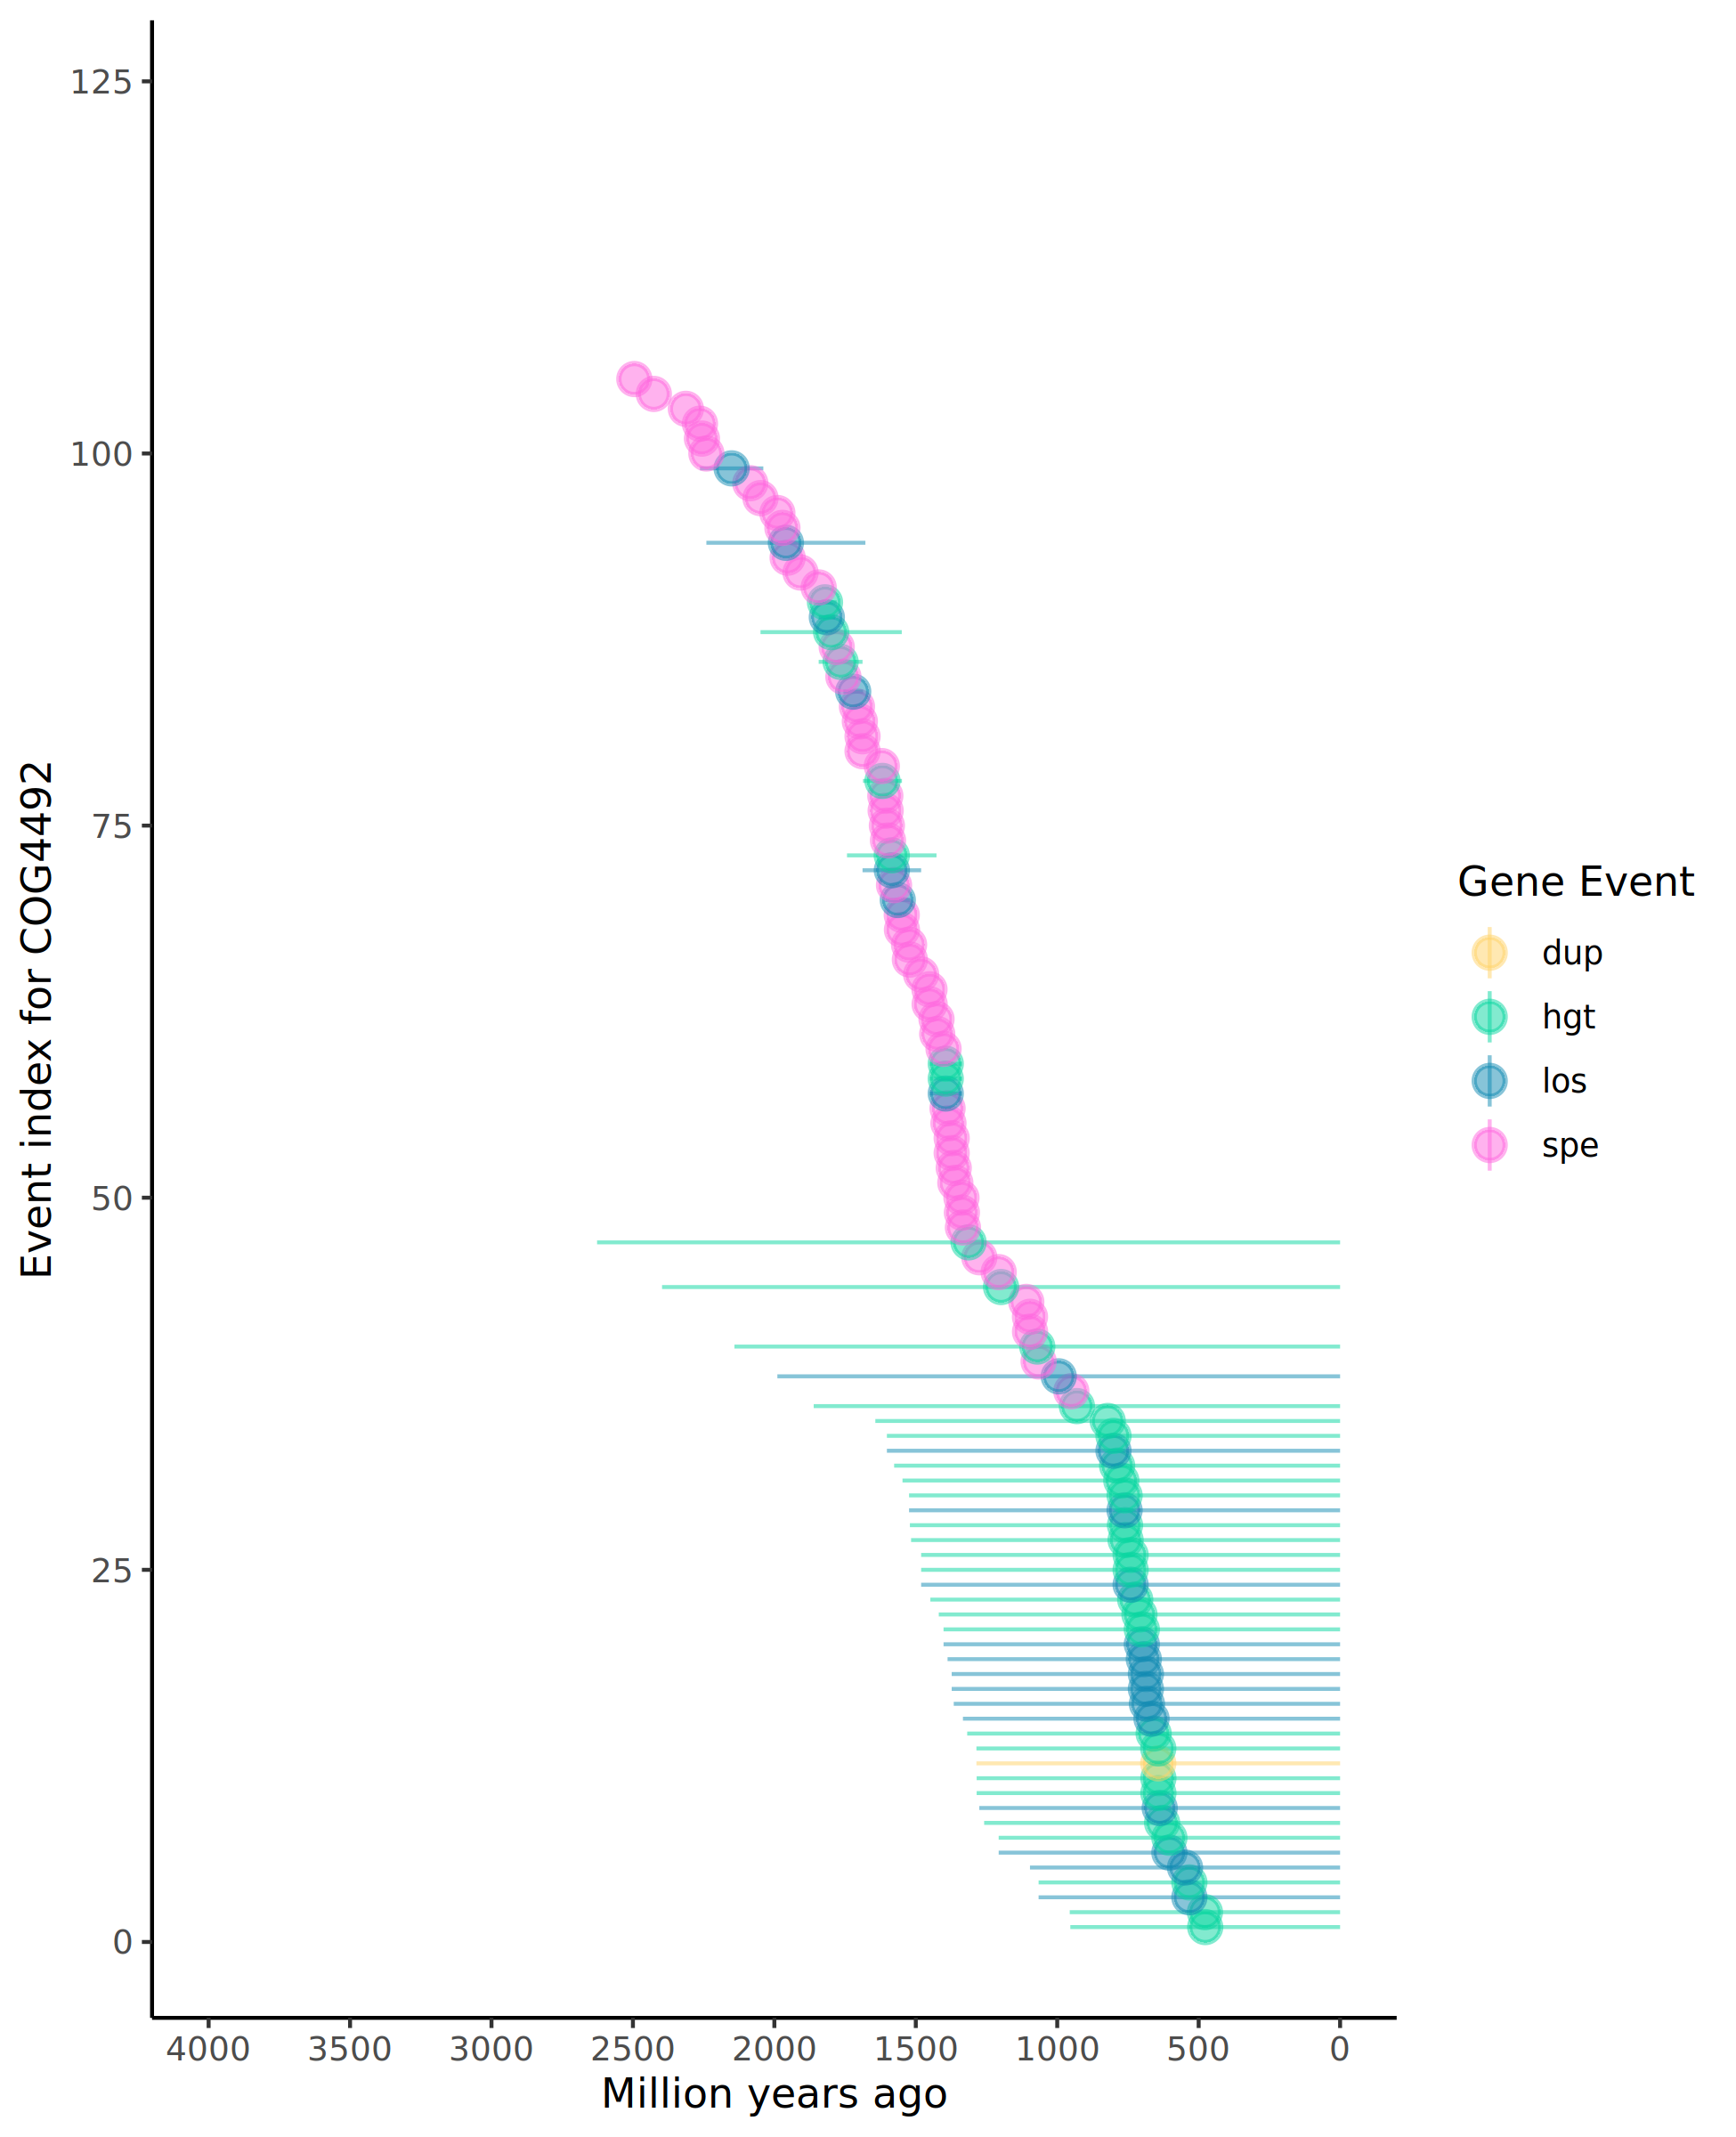 125
100
75
50
25
0
Event index for COG4492
4000 3500 3000 2500 2000 1500 1000 500 0
Million years ago
Gene Event
dup
hgt
los
spe